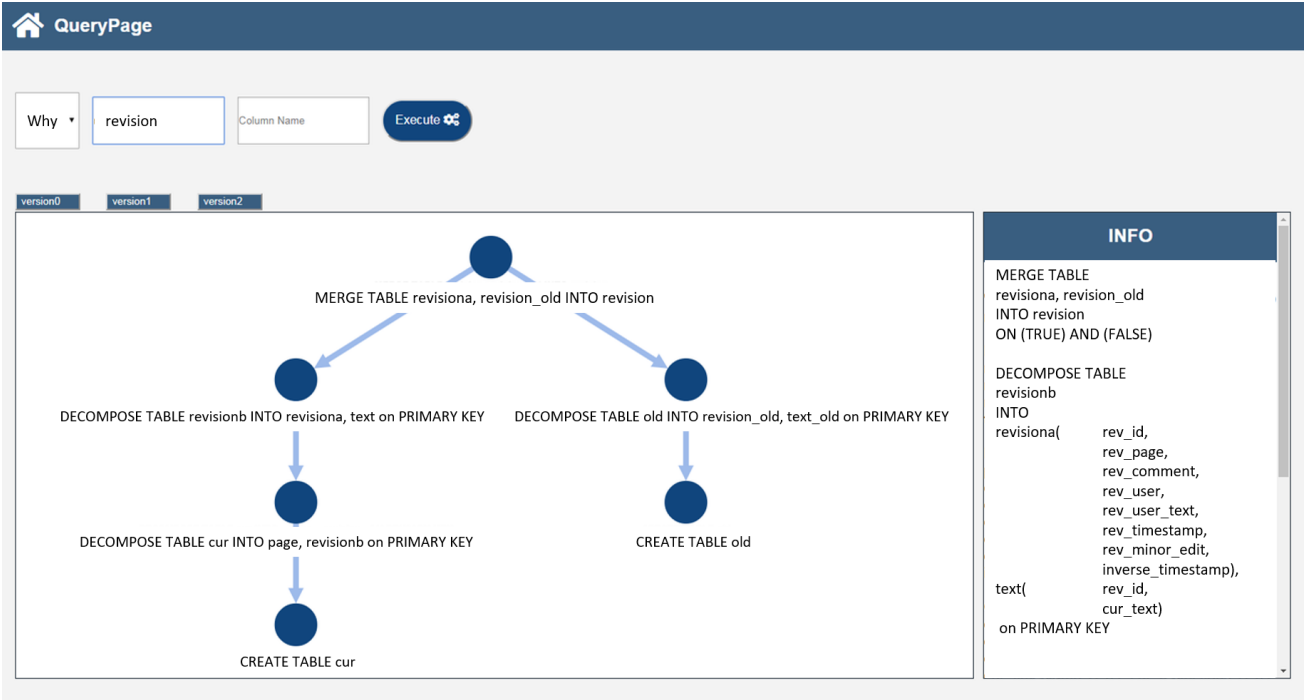 QueryPage
Why
revision
Column Name
Execute
version0
version1
version2
MERGE TABLE revisiona, revision_old INTO revision
DECOMPOSE TABLE revisionb INTO revisiona, text on PRIMARY KEY
DECOMPOSE TABLE old INTO revision_old, text_old on PRIMARY KEY
DECOMPOSE TABLE cur INTO page, revisionb on PRIMARY KEY
CREATE TABLE old
CREATE TABLE cur
INFO
MERGE TABLE
revisiona, revision_old
INTO revision
ON (TRUE) AND (FALSE)
DECOMPOSE TABLE
revisionb
INTO
revisiona( rev_id,
rev_page,
rev_comment,
rev_user,
rev_user_text,
rev_timestamp,
rev_minor_edit,
inverse_timestamp),
text( rev_id,
cur_text)
on PRIMARY KEY